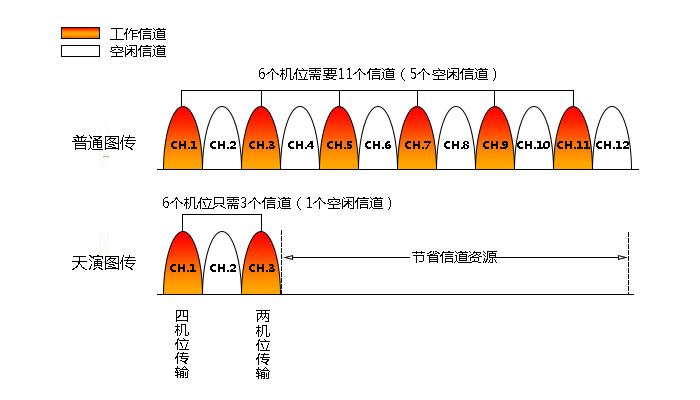 工作信道
空闲信道
6个机位需要11个信道（5个空闲信道）
普通图传
CH.1 CH.2 CH.3 CH.4 CH.5 CH.6 CH.7 CH.8 CH.9 CH.10 CH.11 CH.12
6个机位只需3个信道（1个空闲信道）
天演图传
CH.1 CH.2 CH.3
节省信道资源
四机位传输
两机位传输